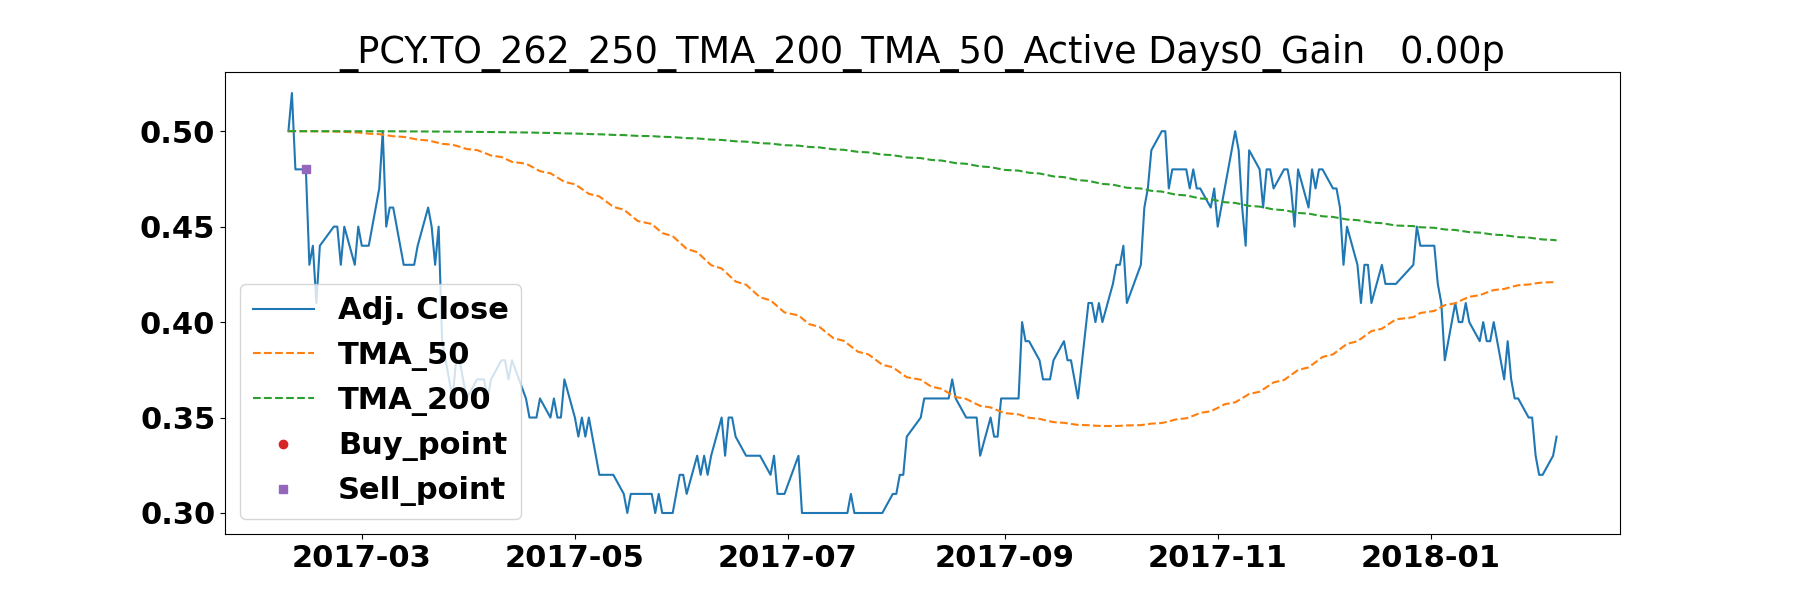 _PCY.TO_262_250_TMA_200_TMA_50_Active Days0_Gain   0.00p
0.50
0.45
0.40
0.35
0.30
Adj. Close
TMA_50
TMA_200
Buy_point
Sell_point
2017-03 2017-05 2017-07 2017-09 2017-11 2018-01